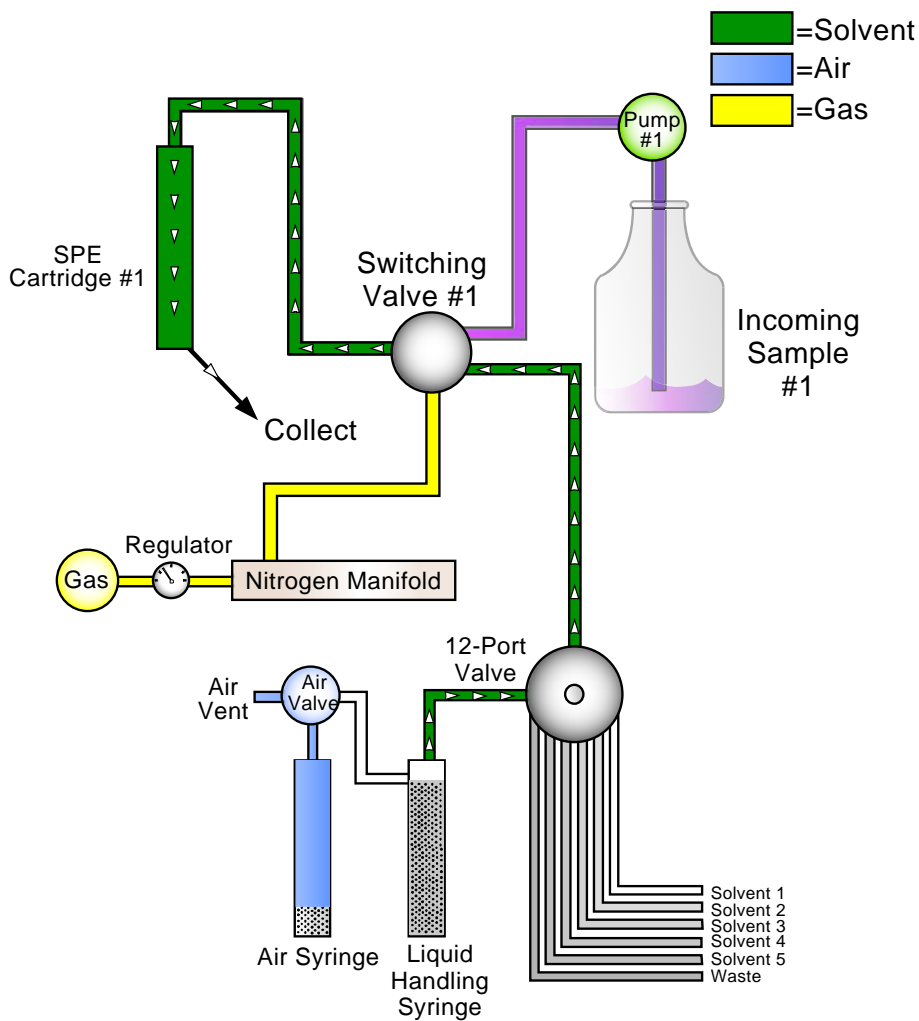 =Solvent
=Air
=Gas
Pump
#1
SPE
Cartridge #1
Switching
Valve #1
Incoming
Sample
#1
Collect
Regulator
Gas
Nitrogen Manifold
12-Port
Valve
Air
Vent
Air
Valve
Solvent 1
Solvent 2
Solvent 3
Solvent 4
Solvent 5
Waste
Air Syringe
Liquid
Handling
Syringe